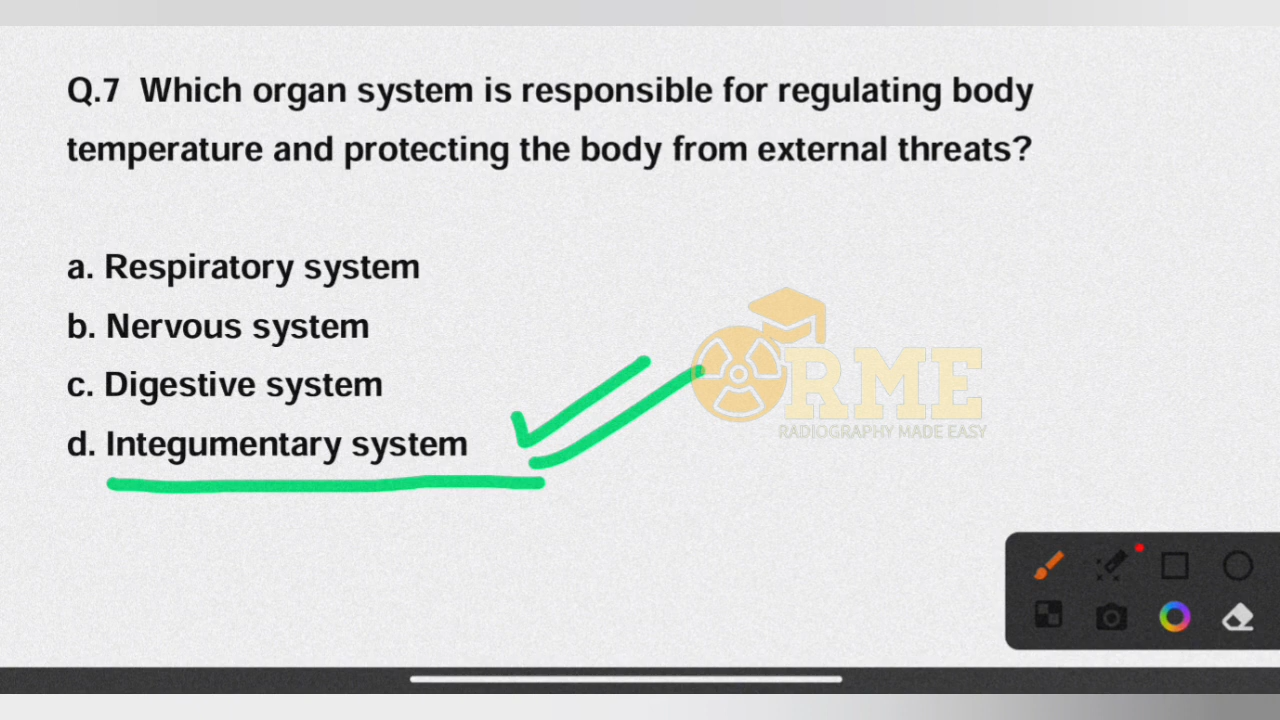 Q.7 Which organ system is responsible for regulating body
temperature and protecting the body from external threats?
a. Respiratory system
b. Nervous system
c. Digestive system
d. Integumentary system
RME
RADIOGRAPHY MADE EASY